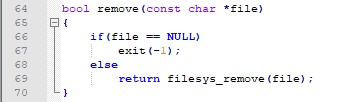 64 bool remove(const char *file)
65 {
66 if(file == NULL)
67 exit(-1);
68 else
69 return filesys_remove(file);
70 }